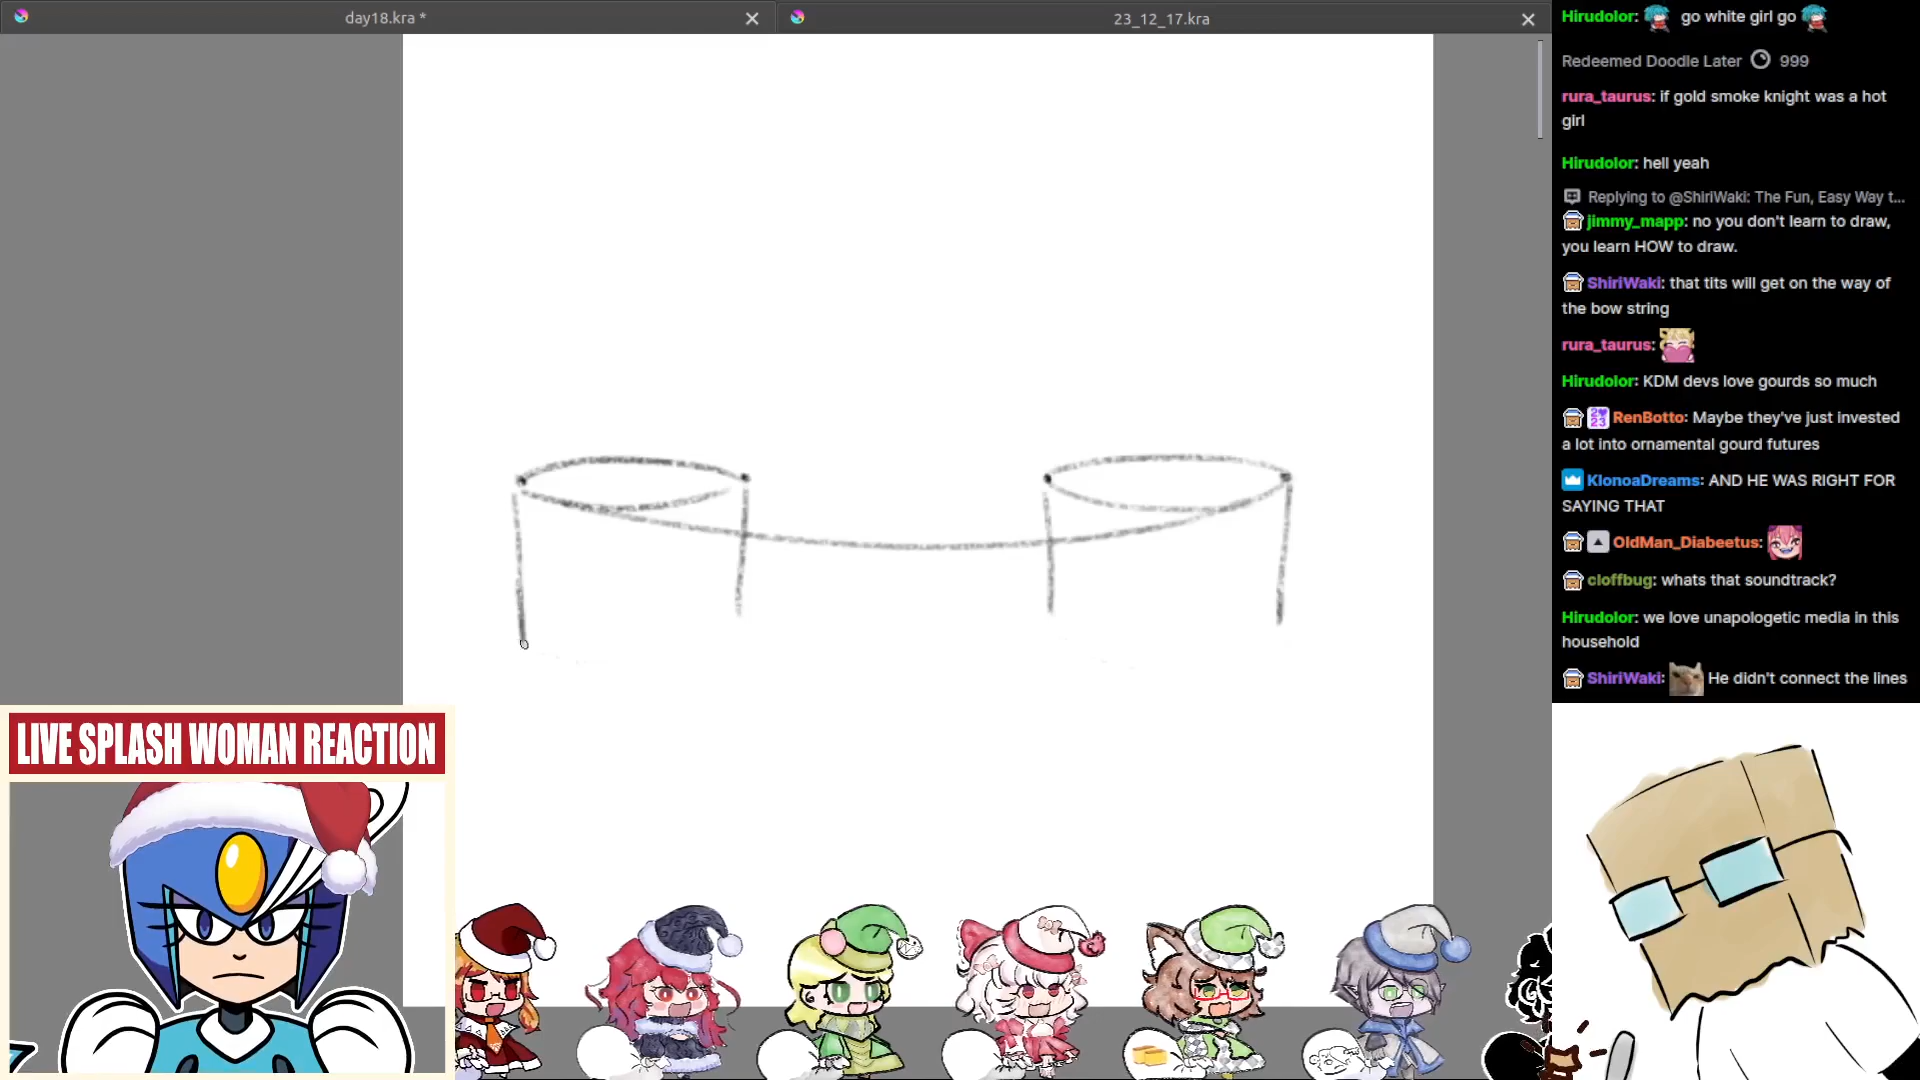 day18.kra *
23_12_17.kra
Hirudolor: go white girl go
Redeemed Doodle Later 999
rura_taurus: if gold smoke knight was a hot
girl
Hirudolor: hell yeah
Replying to @ShiriWaki: The Fun, Easy Way t...
jimmy_mapp: no you don't learn to draw,
you learn HOW to draw.
ShiriWaki: that tits will get on the way of
the bow string
rura_taurus:
Hirudolor: KDM devs love gourds so much
RenBotto: Maybe they've just invested
a lot into ornamental gourd futures
KlonoaDreams: AND HE WAS RIGHT FOR
SAYING THAT
OldMan_Diabeetus:
cloffbug: whats that soundtrack?
Hirudolor: we love unapologetic media in this
household
ShiriWaki: He didn't connect the lines
LIVE SPLASH WOMAN REACTION